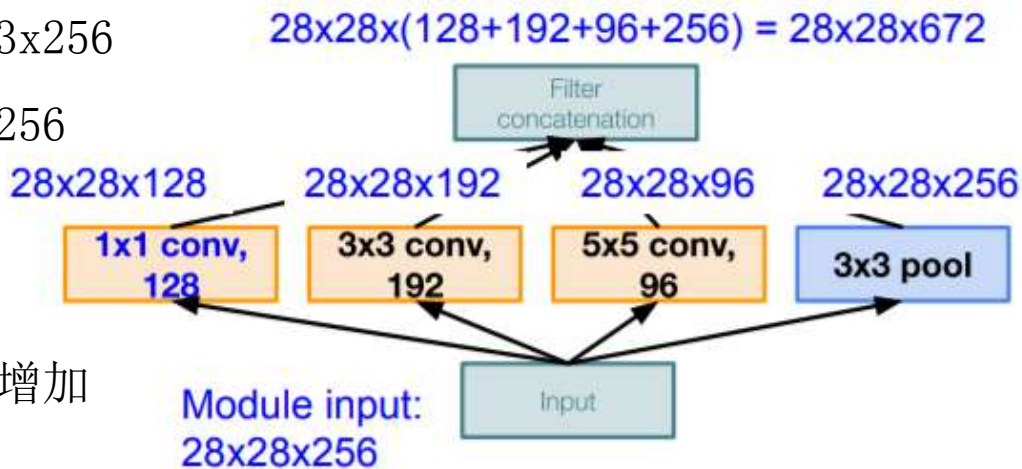 3x256
28x28x(128+192+96+256) = 28x28x672
Filter
concatenation
256
28x28x128
28x28x192
28x28x96
28x28x256
1x1 conv,
128
3x3 conv,
192
5x5 conv,
96
3x3 pool
增加
Module input:
28x28x256
Input